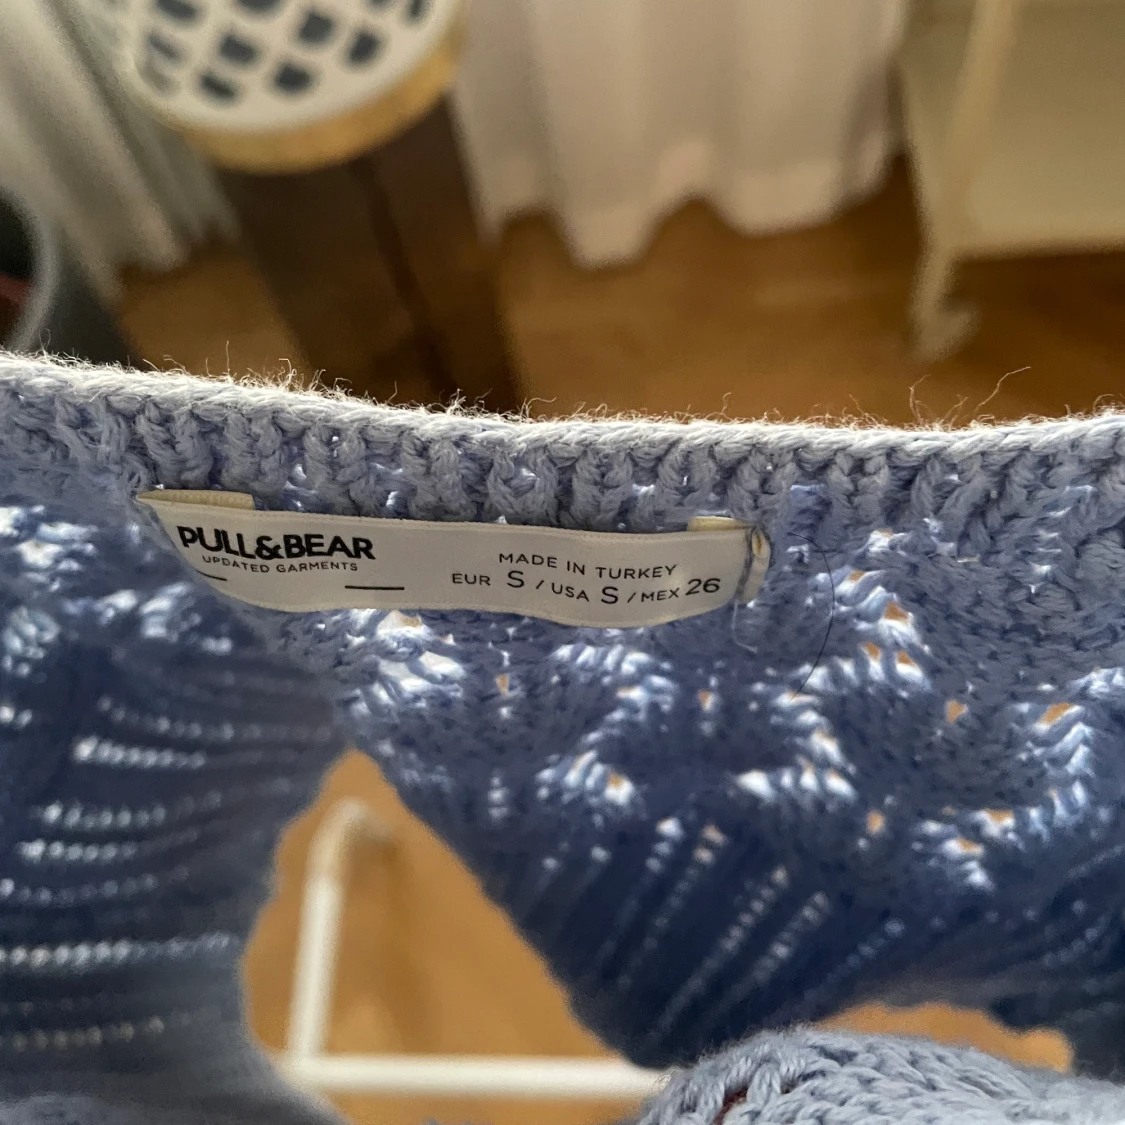 PULL&BEAR
UPDATED GARMENTS
MADE IN TURKEY
EUR S / USA S / MEX 26